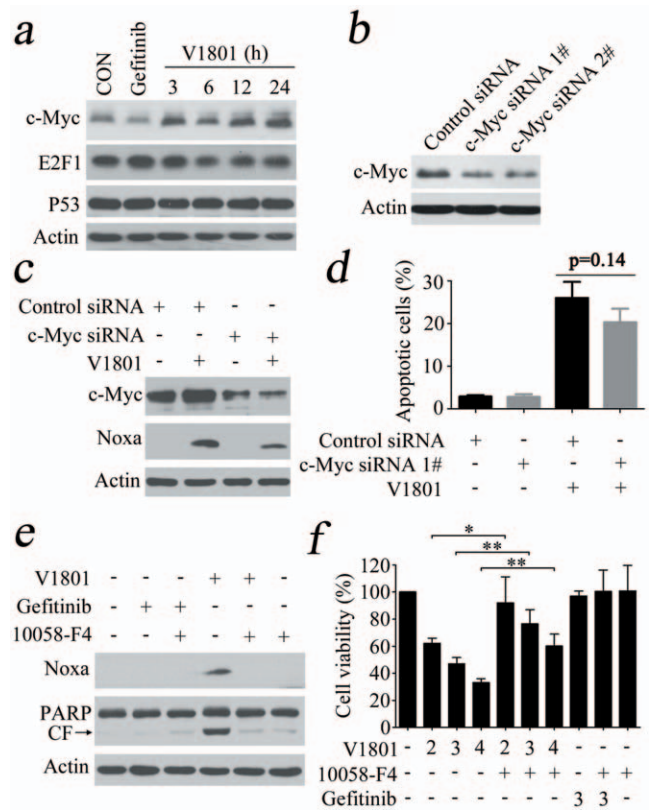 a
CON Gefitinib V1801 (h)
3 6 12 24
c-Myc
E2F1
P53
Actin
b
Control siRNA c-Myc siRNA 1# c-Myc siRNA 2#
c-Myc
Actin
c
Control siRNA + + - -
c-Myc siRNA - - + +
V1801 - + - +
c-Myc
Noxa
Actin
d
p=0.14
Apoptotic cells (%)
30
20
10
0
Control siRNA + - + -
c-Myc siRNA 1# - + - +
V1801 - - + +
e
V1801 - - - + + -
Gefitinib - + + - - -
10058-F4 - - + - + +
Noxa
PARP
CF→
Actin
f
*
**
**
Cell viability (%)
120
100
80
60
40
20
0
V1801 - 2 3 4 2 3 4 - - -
10058-F4 - - - - + + + - + +
Gefitinib - - - - - - - 3 3 -